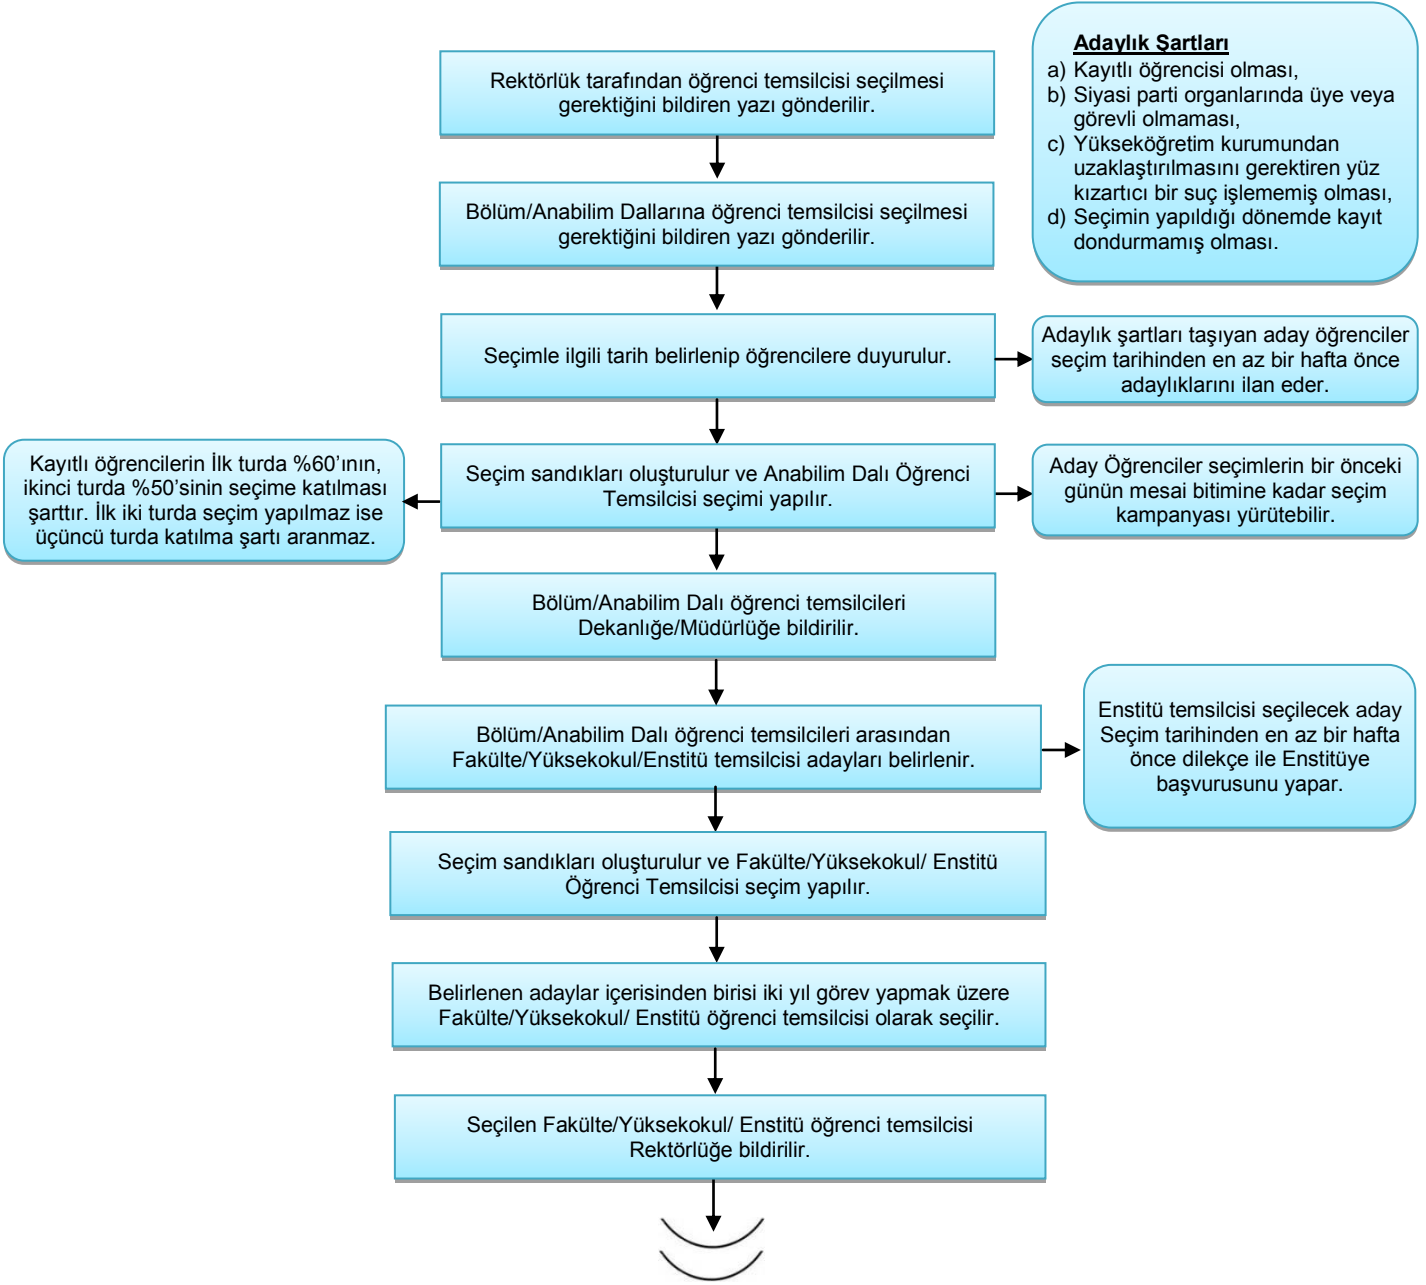 Adaylık Şartları
a) Kayıtlı öğrencisi olması,
b) Siyasi parti organlarında üye veya
görevli olmaması,
c) Yükseköğretim kurumundan
uzaklaştırılmasını gerektiren yüz
kızartıcı bir suç işlememiş olması,
d) Seçimin yapıldığı dönemde kayıt
dondurmamış olması.
Rektörlük tarafından öğrenci temsilcisi seçilmesi
gerektiğini bildiren yazı gönderilir.
Bölüm/Anabilim Dallarına öğrenci temsilcisi seçilmesi
gerektiğini bildiren yazı gönderilir.
Seçimle ilgili tarih belirlenip öğrencilere duyurulur.
Adaylık şartları taşıyan aday öğrenciler
seçim tarihinden en az bir hafta önce
adaylıklarını ilan eder.
Kayıtlı öğrencilerin İlk turda %60’ının,
ikinci turda %50’sinin seçime katılması
şarttır. İlk iki turda seçim yapılmaz ise
üçüncü turda katılma şartı aranmaz.
Seçim sandıkları oluşturulur ve Anabilim Dalı Öğrenci
Temsilcisi seçimi yapılır.
Aday Öğrenciler seçimlerin bir önceki
günün mesai bitimine kadar seçim
kampanyası yürütebilir.
Bölüm/Anabilim Dalı öğrenci temsilcileri
Dekanlığe/Müdürlüğe bildirilir.
Bölüm/Anabilim Dalı öğrenci temsilcileri arasından
Fakülte/Yüksekokul/Enstitü temsilcisi adayları belirlenir.
Enstitü temsilcisi seçilecek aday
Seçim tarihinden en az bir hafta
önce dilekçe ile Enstitüye
başvurusunu yapar.
Seçim sandıkları oluşturulur ve Fakülte/Yüksekokul/ Enstitü
Öğrenci Temsilcisi seçim yapılır.
Belirlenen adaylar içerisinden birisi iki yıl görev yapmak üzere
Fakülte/Yüksekokul/ Enstitü öğrenci temsilcisi olarak seçilir.
Seçilen Fakülte/Yüksekokul/ Enstitü öğrenci temsilcisi
Rektörlüğe bildirilir.